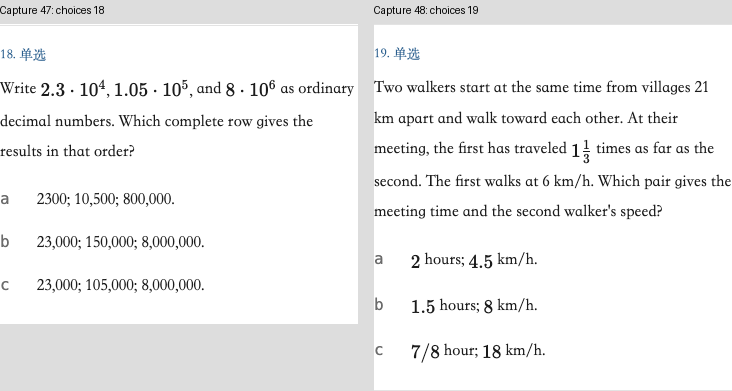 Capture 47: choices 18
18. 单选
Write 2.3 · 10⁴, 1.05 · 10⁵, and 8 · 10⁶ as ordinary
decimal numbers. Which complete row gives the
results in that order?
a 2300; 10,500; 800,000.
b 23,000; 150,000; 8,000,000.
c 23,000; 105,000; 8,000,000.
Capture 48: choices 19
19. 单选
Two walkers start at the same time from villages 21
km apart and walk toward each other. At their
meeting, the first has traveled 1 1/3 times as far as the
second. The first walks at 6 km/h. Which pair gives the
meeting time and the second walker's speed?
a 2 hours; 4.5 km/h.
b 1.5 hours; 8 km/h.
c 7/8 hour; 18 km/h.